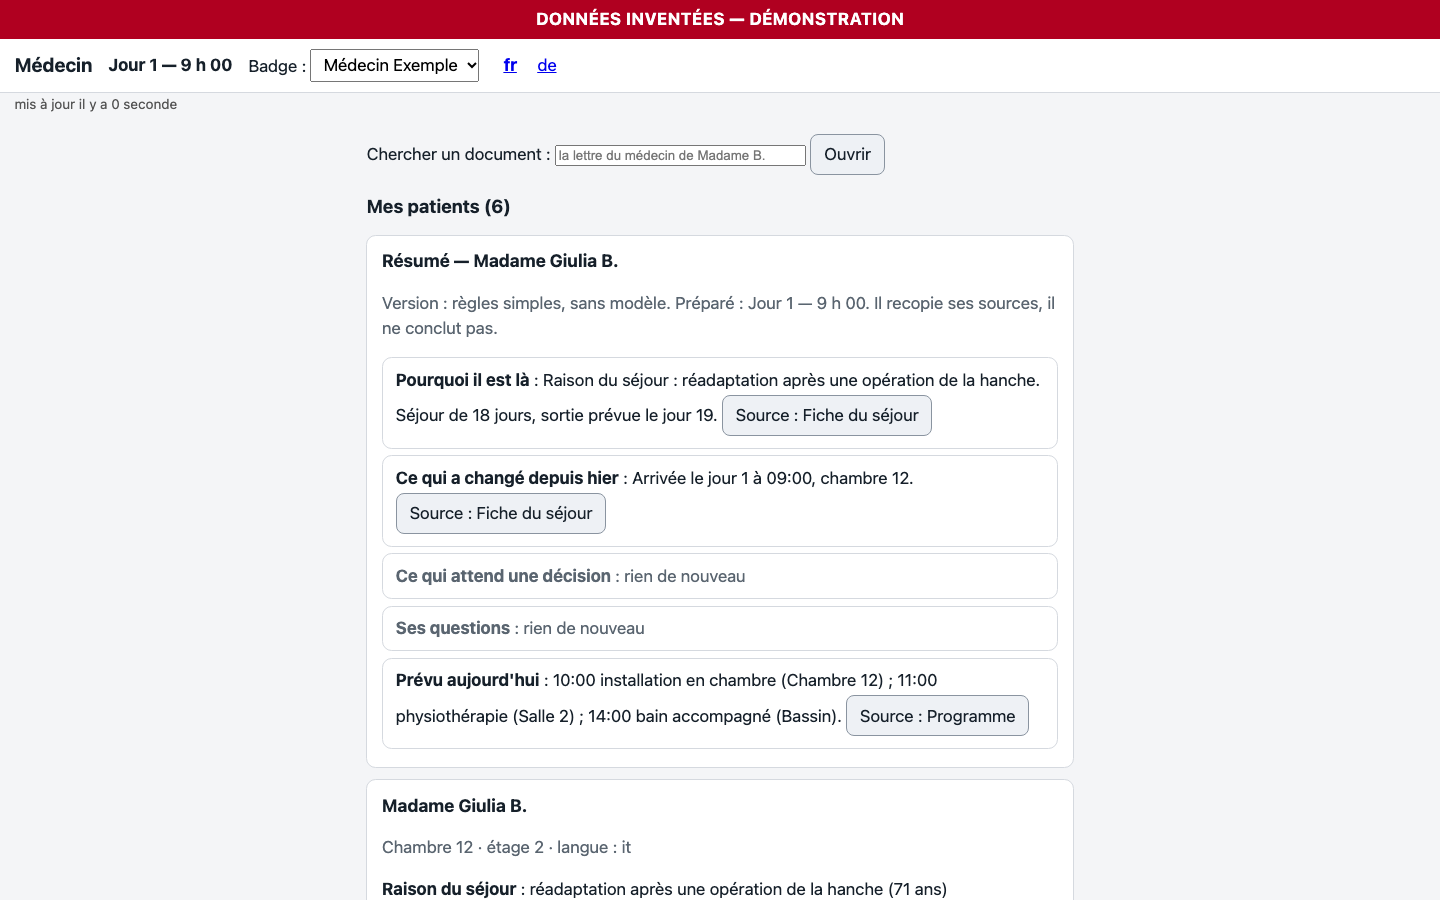 DONNÉES INVENTÉES — DÉMONSTRATION
Médecin Jour 1 — 9 h 00 Badge : Médecin Exemple fr de
mis à jour il y a 0 seconde
Chercher un document : la lettre du médecin de Madame B. Ouvrir
Mes patients (6)
Résumé — Madame Giulia B.
Version : règles simples, sans modèle. Préparé : Jour 1 — 9 h 00. Il recopie ses sources, il
ne conclut pas.
Pourquoi il est là : Raison du séjour : réadaptation après une opération de la hanche.
Séjour de 18 jours, sortie prévue le jour 19. Source : Fiche du séjour
Ce qui a changé depuis hier : Arrivée le jour 1 à 09:00, chambre 12.
Source : Fiche du séjour
Ce qui attend une décision : rien de nouveau
Ses questions : rien de nouveau
Prévu aujourd'hui : 10:00 installation en chambre (Chambre 12) ; 11:00
physiothérapie (Salle 2) ; 14:00 bain accompagné (Bassin). Source : Programme
Madame Giulia B.
Chambre 12 · étage 2 · langue : it
Raison du séjour : réadaptation après une opération de la hanche (71 ans)